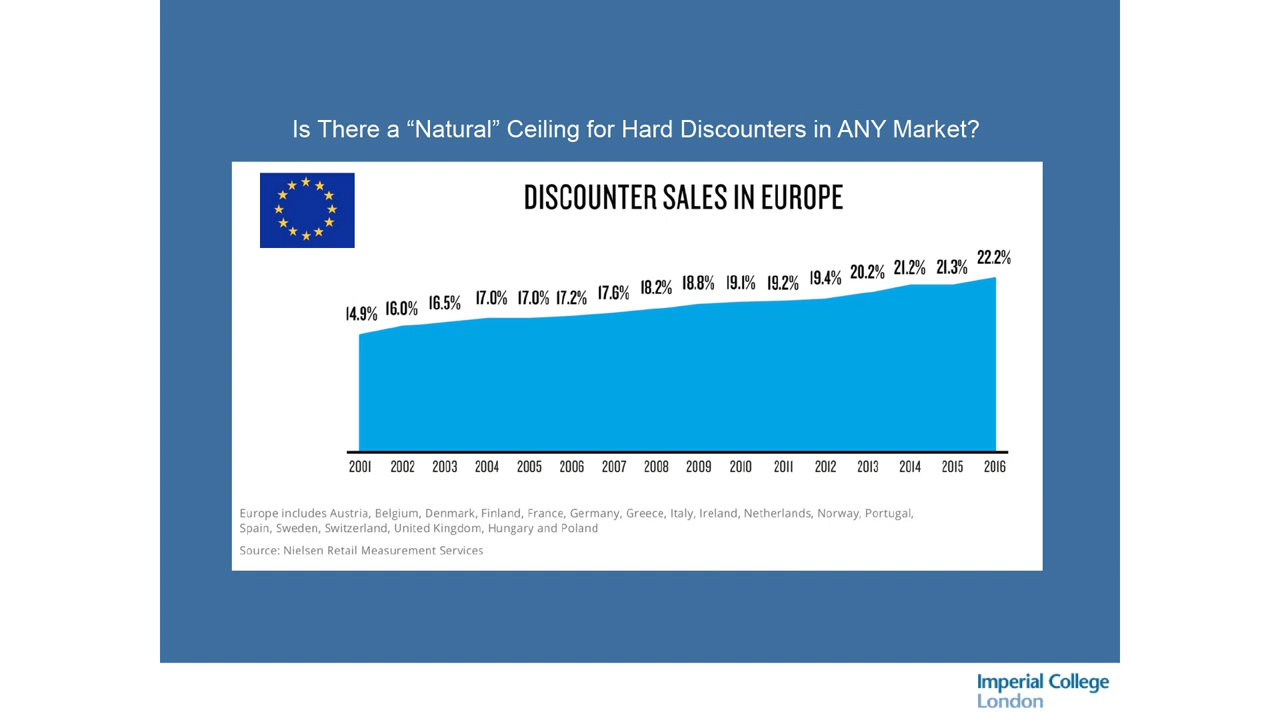 Is There a “Natural” Ceiling for Hard Discounters in ANY Market?
DISCOUNTER SALES IN EUROPE
14.9% 16.0% 16.5% 17.0% 17.0% 17.2% 17.6% 18.2% 18.8% 19.1% 19.2% 19.4% 20.2% 21.2% 21.3% 22.2%
2001 2002 2003 2004 2005 2006 2007 2008 2009 2010 2011 2012 2013 2014 2015 2016
Europe includes Austria, Belgium, Denmark, Finland, France, Germany, Greece, Italy, Ireland, Netherlands, Norway, Portugal,
Spain, Sweden, Switzerland, United Kingdom, Hungary and Poland
Source: Nielsen Retail Measurement Services
Imperial College
London